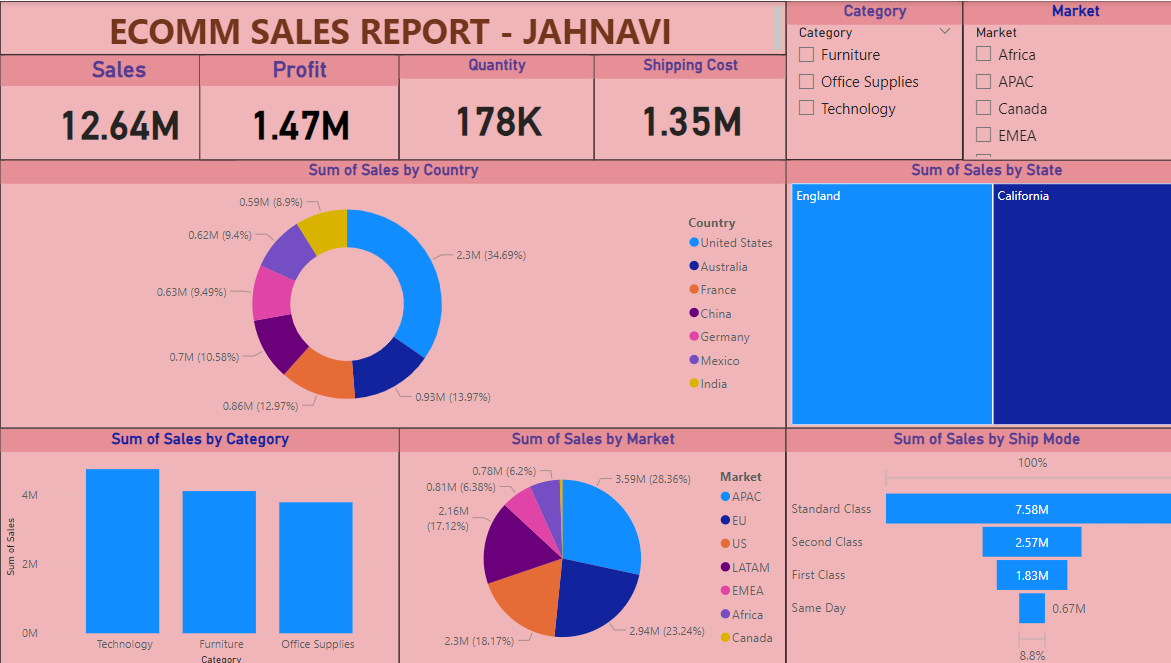 ECOMM SALES REPORT - JAHNAVI
Sales
12.64M
Profit
1.47M
Quantity
178K
Shipping Cost
1.35M
Category
Category
Furniture
Office Supplies
Technology
Market
Market
Africa
APAC
Canada
EMEA
Sum of Sales by Country
0.59M (8.9%)
0.62M (9.4%)
0.63M (9.49%)
0.7M (10.58%)
0.86M (12.97%)
2.3M (34.69%)
0.93M (13.97%)
Country
United States
Australia
France
China
Germany
Mexico
India
Sum of Sales by State
England
California
Sum of Sales by Category
Sum of Sales
4M
2M
0M
Technology
Furniture
Office Supplies
Category
Sum of Sales by Market
0.78M (6.2%)
0.81M (6.38%)
2.16M
(17.12%)
2.3M (18.17%)
3.59M (28.36%)
2.94M (23.24%)
Market
APAC
EU
US
LATAM
EMEA
Africa
Canada
Sum of Sales by Ship Mode
100%
Standard Class
7.58M
Second Class
2.57M
First Class
1.83M
Same Day
0.67M
8.8%